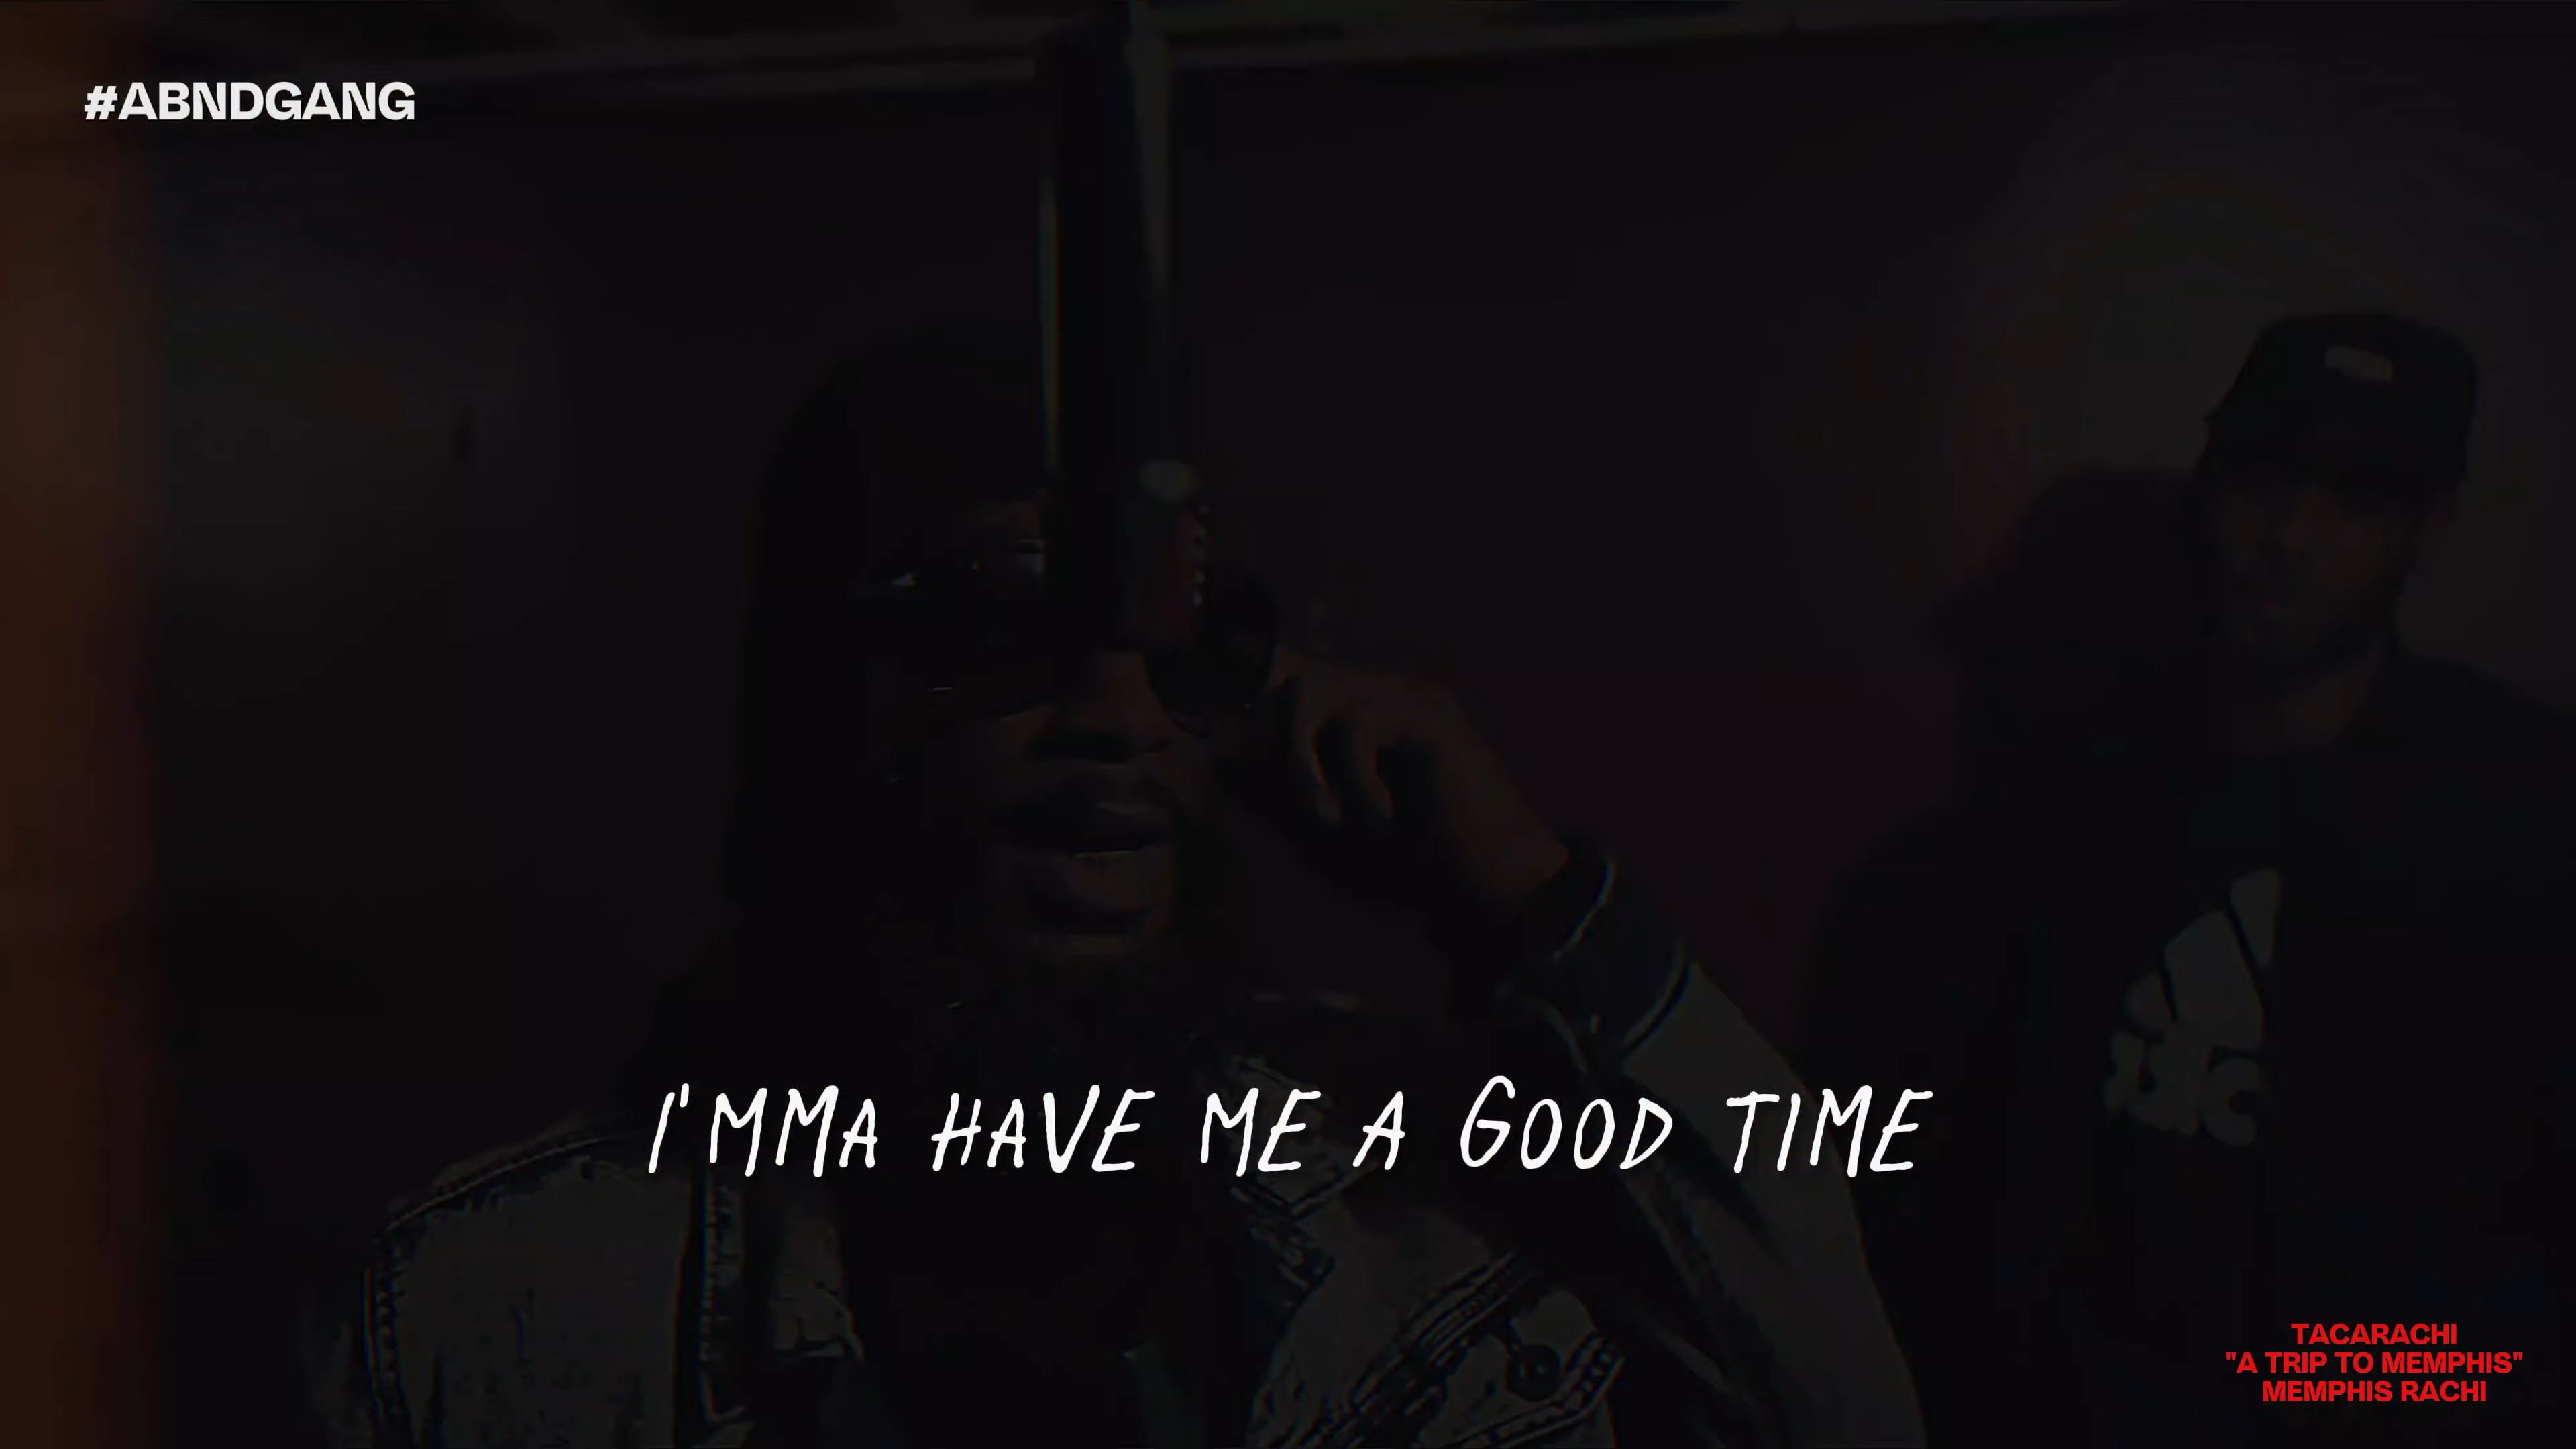 #ABNDGANG
I'MMA HAVE ME A GOOD TIME
TACARACHI
"A TRIP TO MEMPHIS"
MEMPHIS RACHI